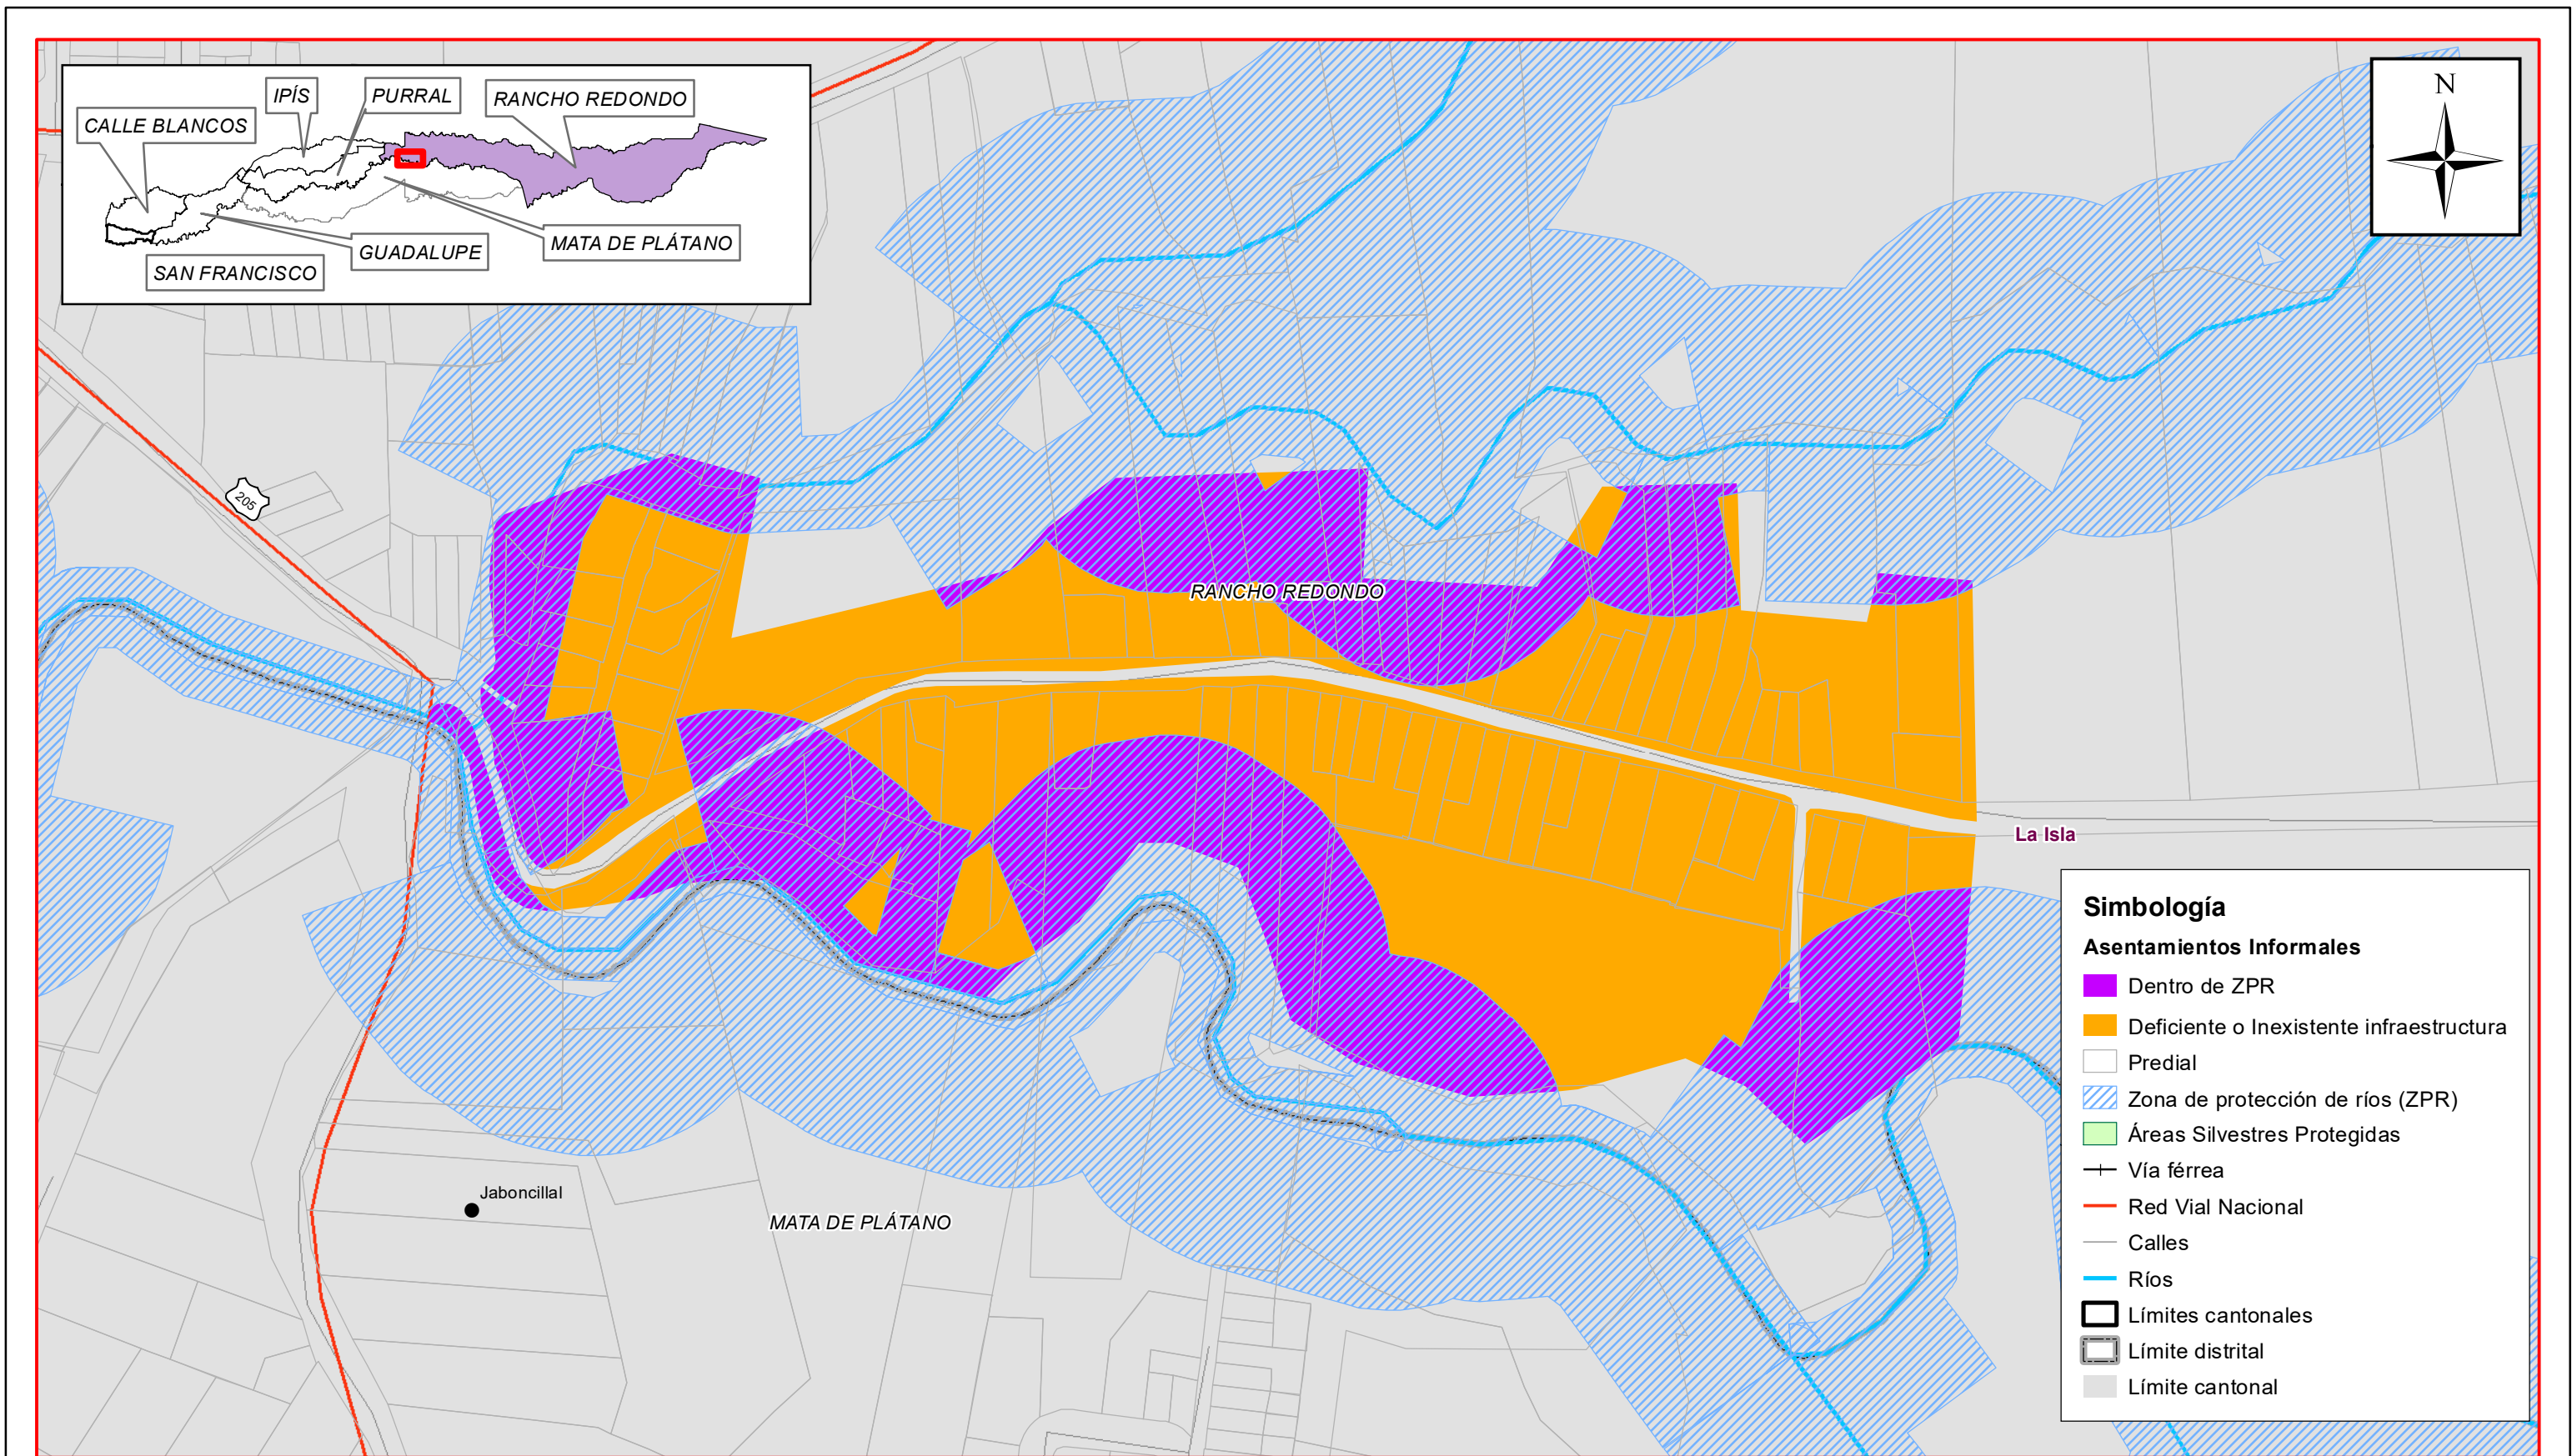 IPÍS
PURRAL
RANCHO REDONDO
CALLE BLANCOS
MATA DE PLÁTANO
GUADALUPE
SAN FRANCISCO
N
205
RANCHO REDONDO
La Isla
Jaboncillal
MATA DE PLÁTANO
Simbología
Asentamientos Informales
Dentro de ZPR
Deficiente o Inexistente infraestructura
Predial
Zona de protección de ríos (ZPR)
Áreas Silvestres Protegidas
Vía férrea
Red Vial Nacional
Calles
Ríos
Límites cantonales
Límite distrital
Límite cantonal